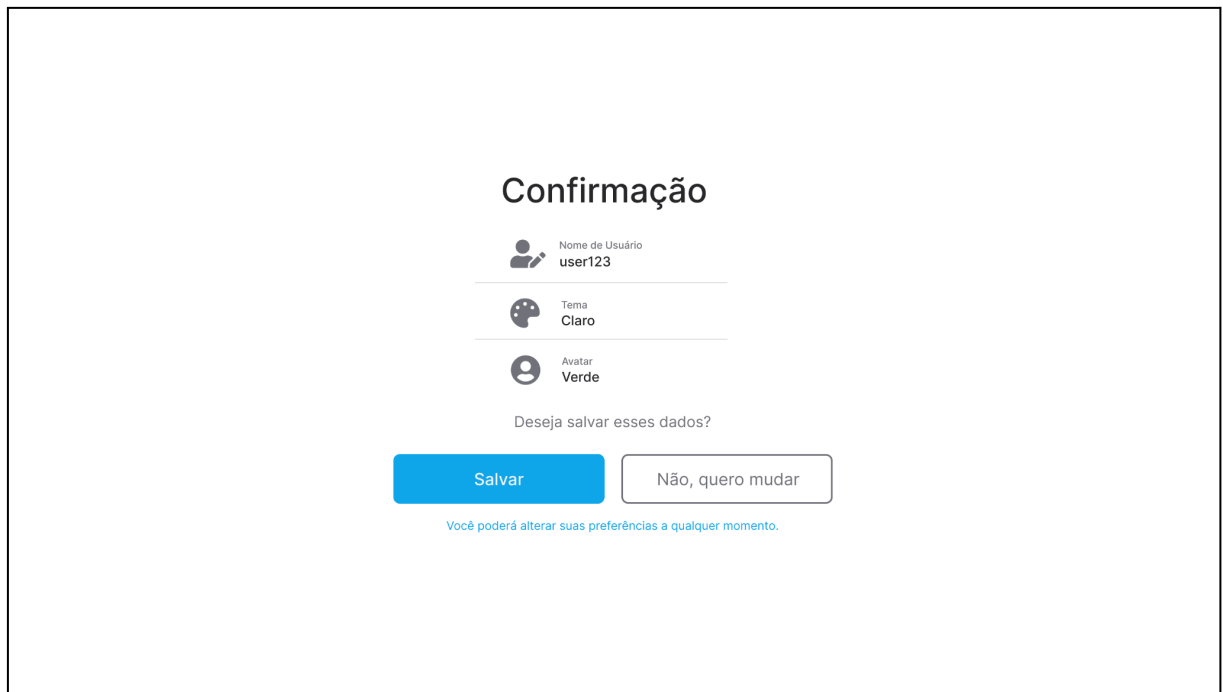 Confirmação
Nome de Usuário
user123
Tema
Claro
Avatar
Verde
Deseja salvar esses dados?
Salvar
Não, quero mudar
Você poderá alterar suas preferências a qualquer momento.